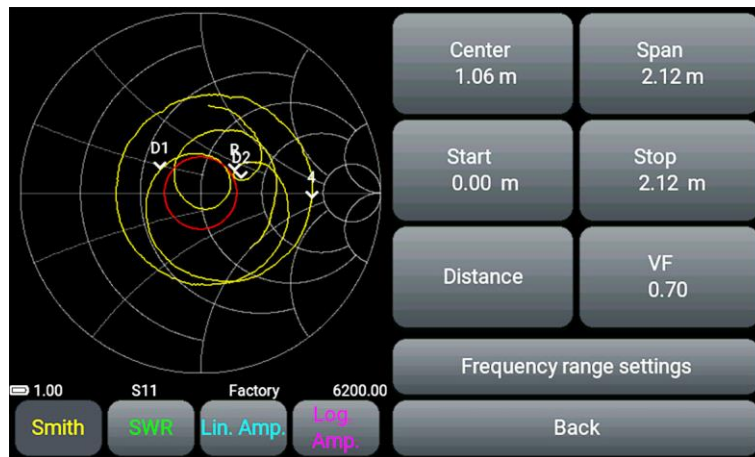 D1
R
D2
4
1.00 S11 Factory 6200.00
Smith
SWR
Lin. Amp.
Log.
Amp.
Center
1.06 m
Span
2.12 m
Start
0.00 m
Stop
2.12 m
Distance
VF
0.70
Frequency range settings
Back